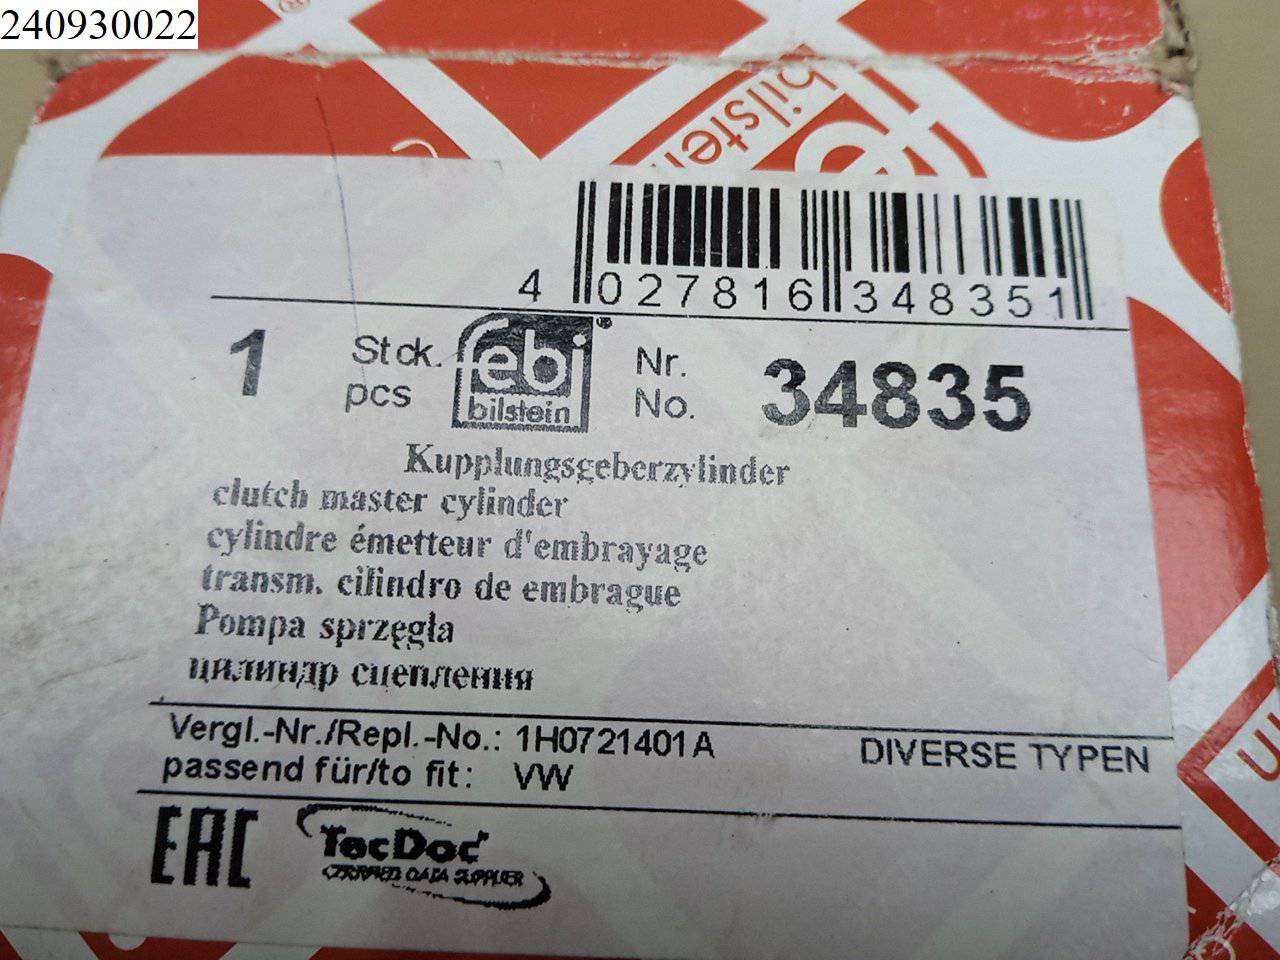 240930022
bilstein
4 027816 348351
1 Stck. pcs
febi®
bilstein
Nr. No. 34835
Kupplungsgeberzylinder
clutch master cylinder
cylindre émetteur d'embrayage
transm. cilindro de embrague
Pompa sprzęgła
цилиндр сцепления
Vergl.-Nr./Repl.-No.: 1H0721401A DIVERSE TYPEN
passend für/to fit: VW
EAC
TecDoc
CERTIFIED DATA SUPPLIER